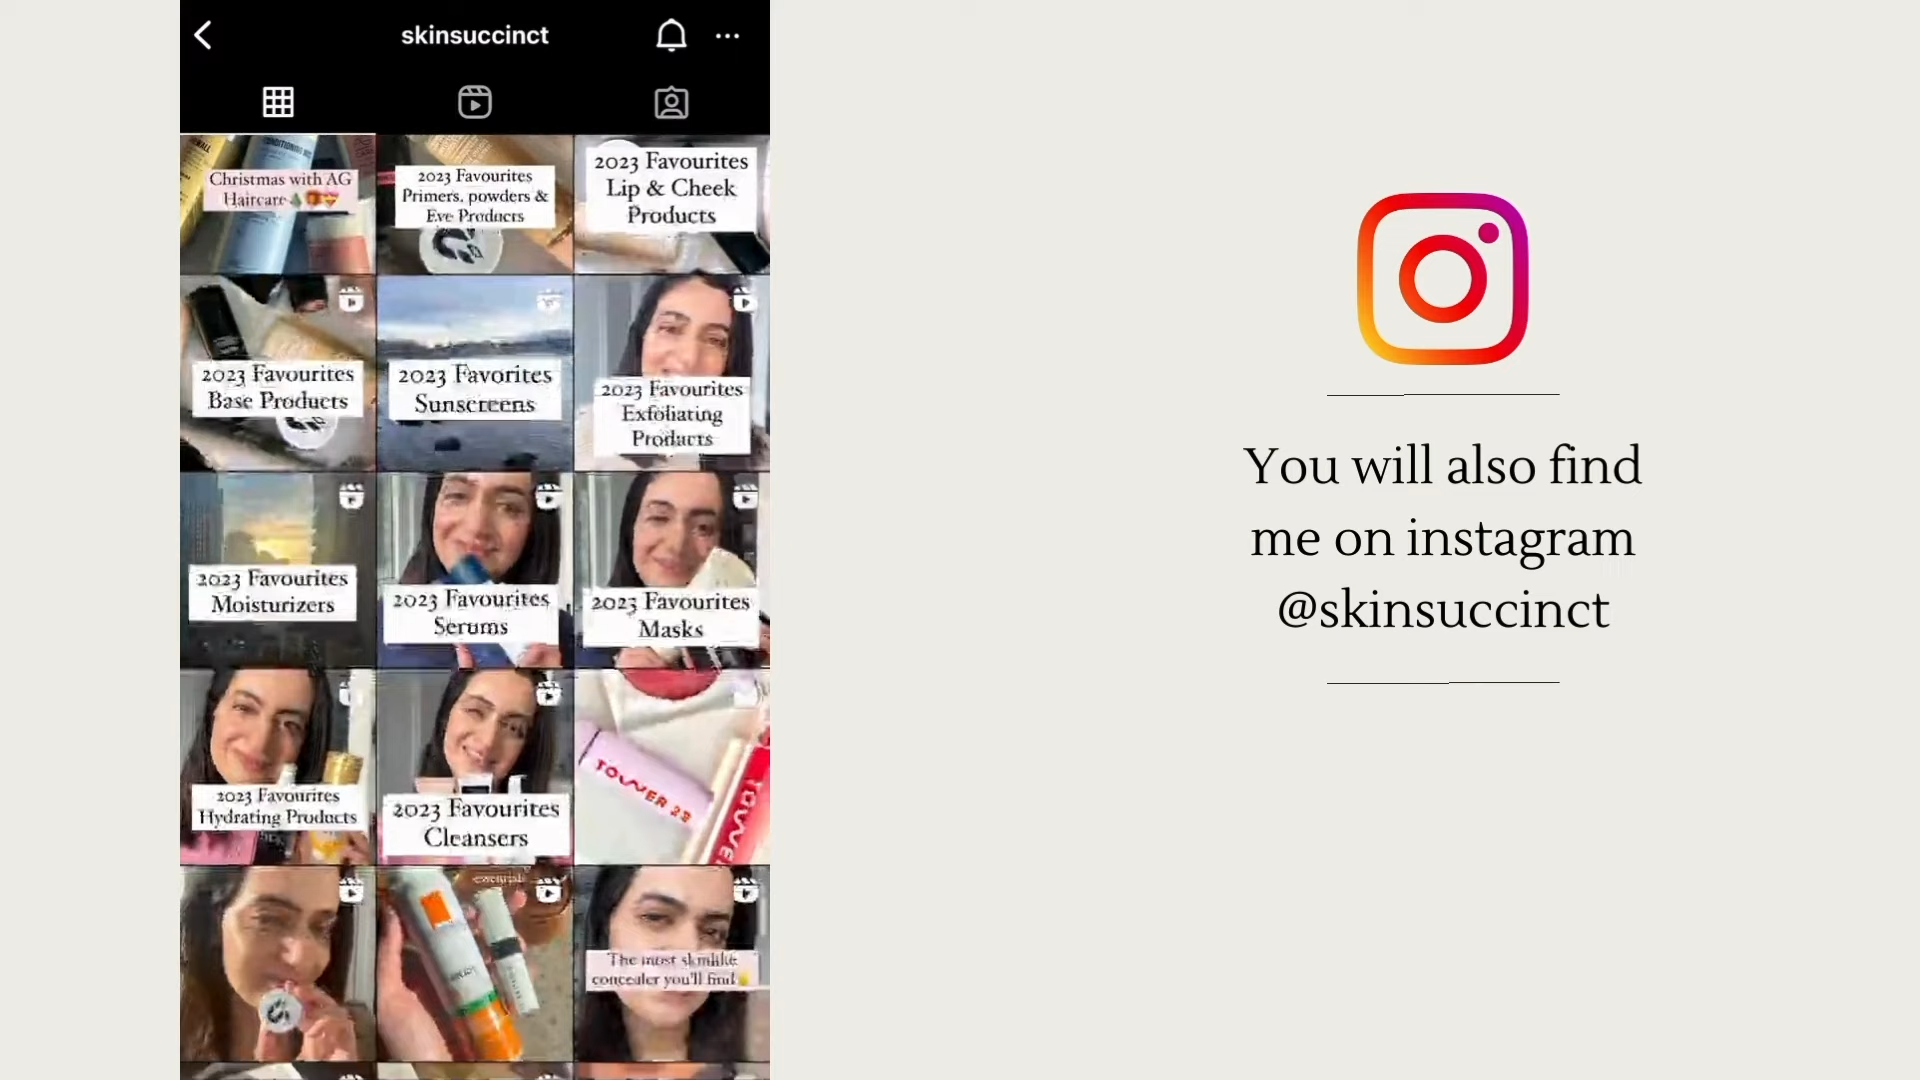 skinsuccinct
CONDITIONING
Christmas with AG
Haircare
2023 Favourites
Primers, powders &
Eye Products
2023 Favourites
Lip & Cheek
Products
2023 Favourites
Base Products
2023 Favorites
Sunscreens
2023 Favourites
Exfoliating
Products
2023 Favourites
Moisturizers
2023 Favourites
Serums
2023 Favourites
Masks
2023 Favourites
Hydrating Products
2023 Favourites
Cleansers
TOWER 28
The most skinlike
concealer you'll find
You will also find
me on instagram
@skinsuccinct